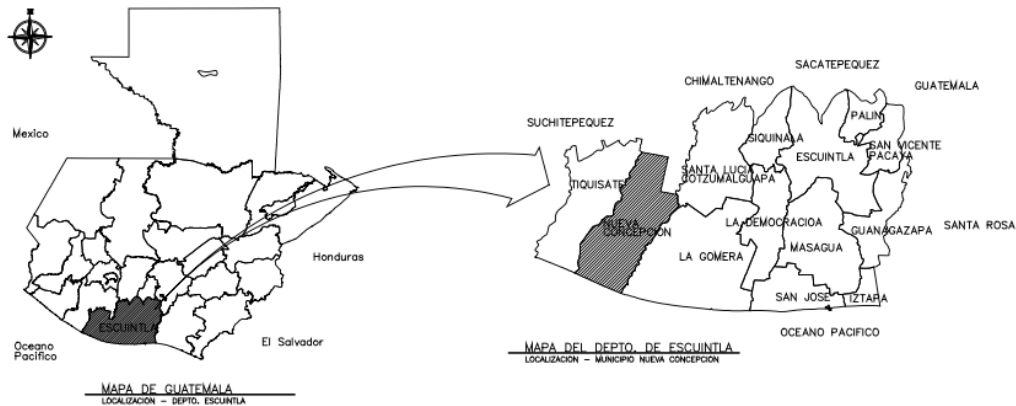 Mexico
Honduras
ESCUINTLA
El Salvador
Oceano
Pacifico
MAPA DE GUATEMALA
LOCALIZACION - DEPTO. ESCUINTLA
SACATEPEQUEZ
CHIMALTENANGO
GUATEMALA
SUCHITEPEQUEZ
PALIN
SIQUINALA
SAN VICENTE
PACAYA
ESCUINTLA
SANTA LUCIA
COTZUMALGUAPA
TIQUISATE
NUEVA
CONCEPCION
LA DEMOCRACIOA
GUANAGAZAPA
SANTA ROSA
MASAGUA
LA GOMERA
SAN JOSE
IZTAPA
OCEANO PACIFICO
MAPA DEL DEPTO. DE ESCUINTLA
LOCALIZACION - MUNICIPIO NUEVA CONCEPCION